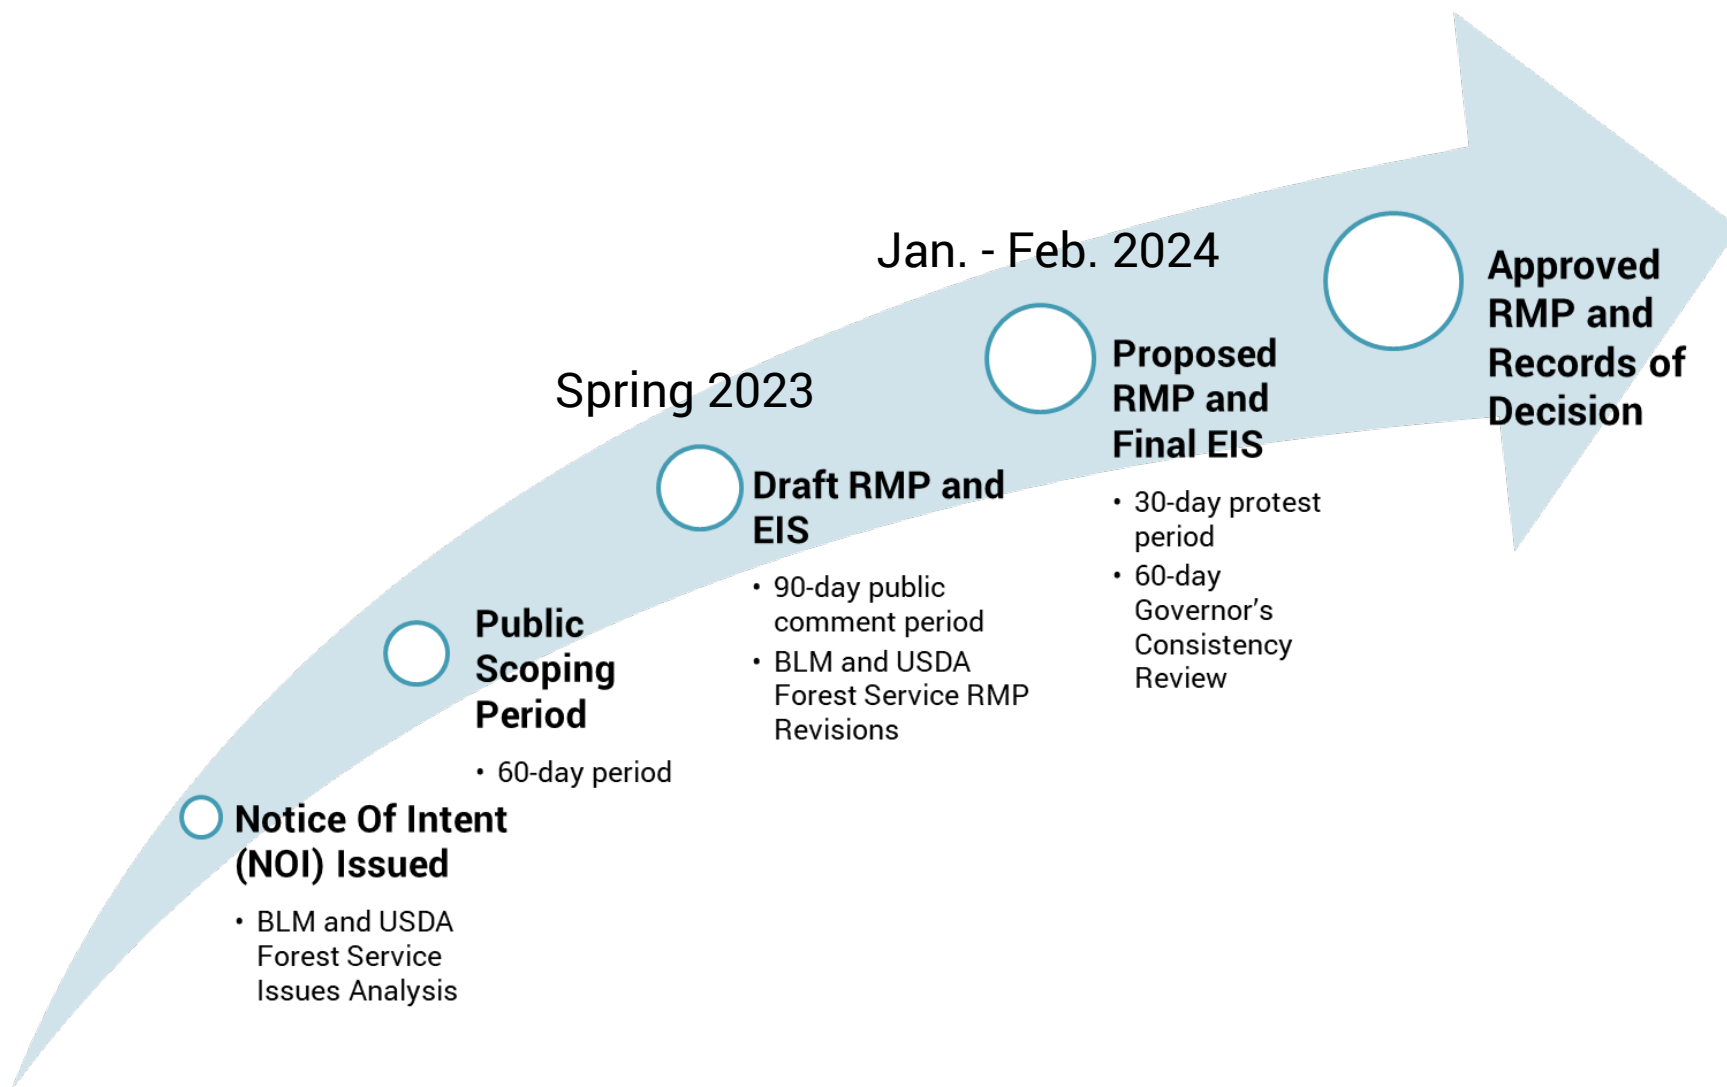 Notice Of Intent
(NOI) Issued
• BLM and USDA
Forest Service
Issues Analysis
Public
Scoping
Period
• 60-day period
Spring 2023
Draft RMP and
EIS
• 90-day public
comment period
• BLM and USDA
Forest Service RMP
Revisions
Jan. - Feb. 2024
Proposed
RMP and
Final EIS
• 30-day protest
period
• 60-day
Governor’s
Consistency
Review
Approved
RMP and
Records of
Decision